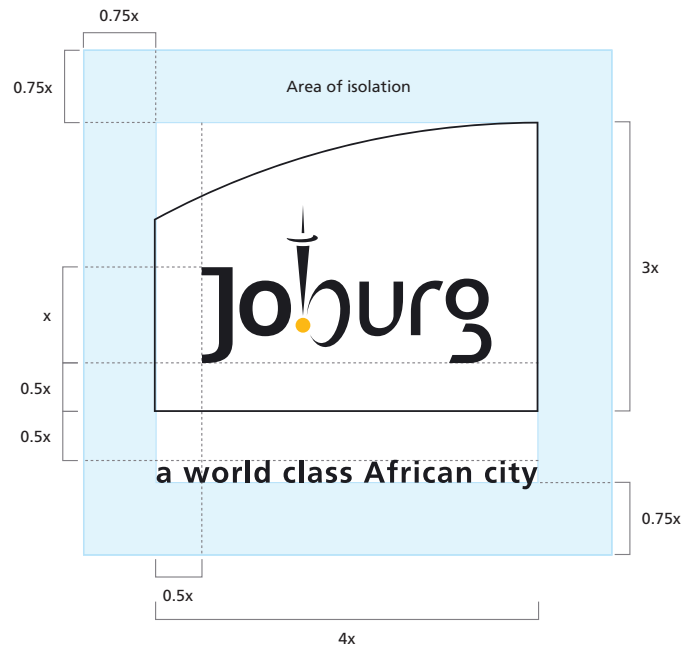 0.75x
0.75x
Area of isolation
3x
Joburg
x
0.5x
0.5x
a world class African city
0.75x
0.5x
4x